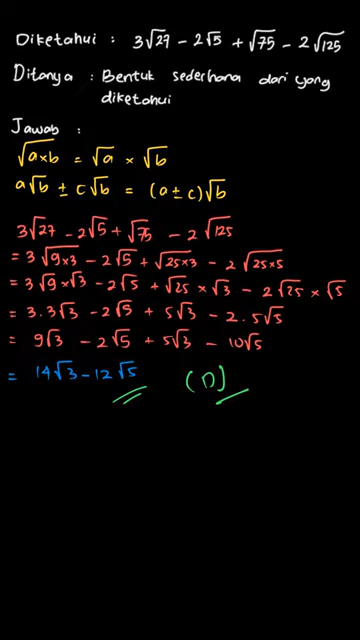 Diketahui : 3√27 - 2√5 + √75 - 2√125
Ditanya : Bentuk sederhana dari yang
diketahui
Jawab :
√a×b = √a × √b
a√b ± c√b = (a ± c)√b
3√27 - 2√5 + √75 - 2√125
= 3√9×3 - 2√5 + √25×3 - 2√25×5
= 3√9 × √3 - 2√5 + √25 × √3 - 2√25 × √5
= 3.3√3 - 2√5 + 5√3 - 2.5√5
= 9√3 - 2√5 + 5√3 - 10√5
= 14√3 - 12√5 (D)